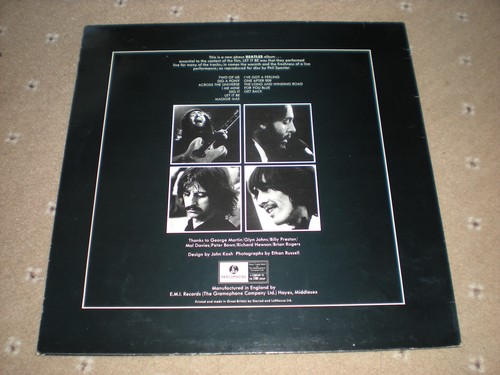 This is a new phase BEATLES album . . .
essential to the content of the film, LET IT BE was that they performed
live for many of the tracks; in comes the warmth and the freshness of a live
performance; as reproduced for disc by Phil Spector.
TWO OF US
DIG A PONY
ACROSS THE UNIVERSE
I ME MINE
DIG IT
LET IT BE
MAGGIE MAE
I'VE GOT A FEELING
ONE AFTER 909
THE LONG AND WINDING ROAD
FOR YOU BLUE
GET BACK
Thanks to George Martin/Glyn Johns/Billy Preston/
Mal Davies/Peter Bown/Richard Hewson/Brian Rogers
Design by John Kosh Photographs by Ethan Russell
PARLOPHONE
Manufactured in England by
E.M.I. Records (The Gramophone Company Ltd.) Hayes, Middlesex
Printed and made in Great Britain by Garrod and Lofthouse Ltd.